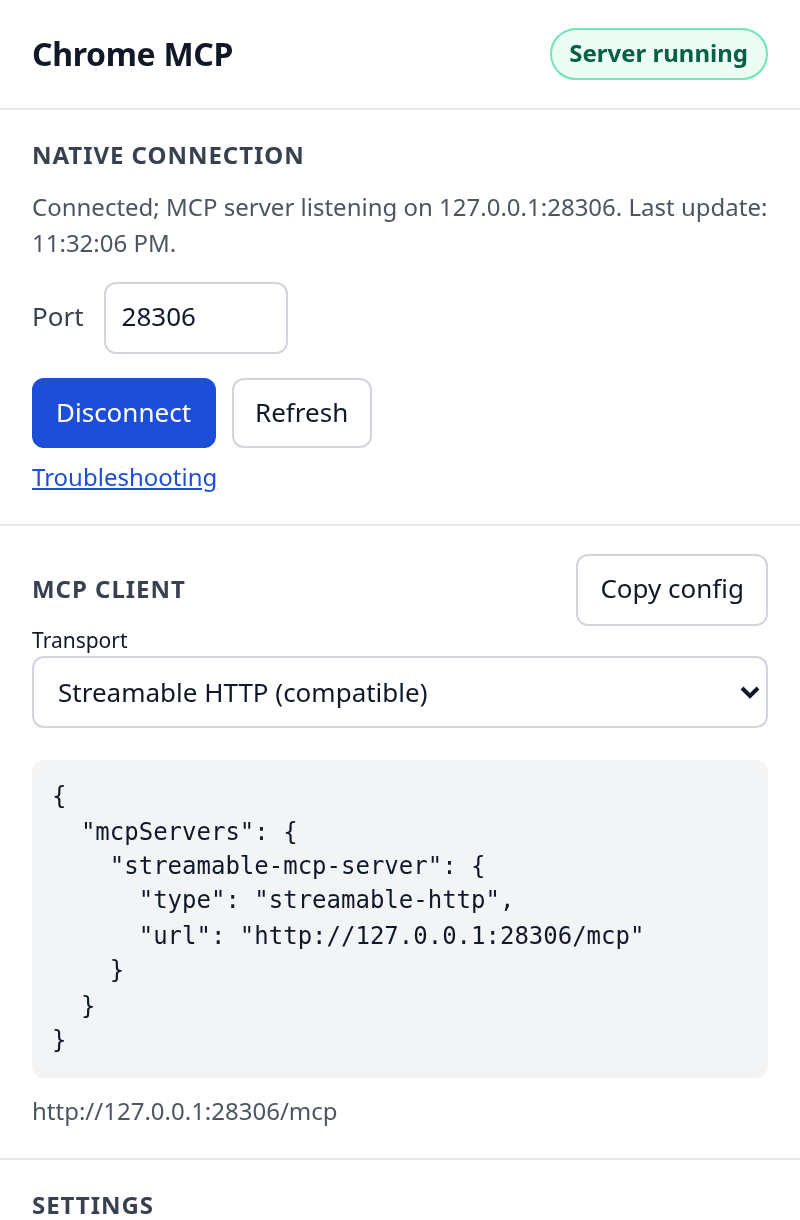 Chrome MCP
Server running
NATIVE CONNECTION
Connected; MCP server listening on 127.0.0.1:28306. Last update:
11:32:06 PM.
Port
28306
Disconnect
Refresh
Troubleshooting
MCP CLIENT
Copy config
Transport
Streamable HTTP (compatible)
{
  "mcpServers": {
    "streamable-mcp-server": {
      "type": "streamable-http",
      "url": "http://127.0.0.1:28306/mcp"
    }
  }
}
http://127.0.0.1:28306/mcp
SETTINGS